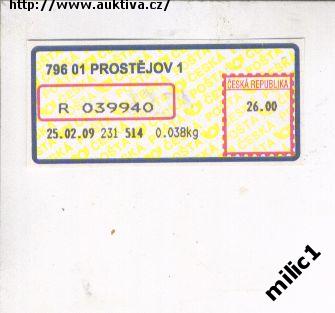 http://www.auktiva.cz/
796 01 PROSTĚJOV 1
ČESKÁ REPUBLIKA
R 039940
26.00
25.02.09 231 514 0.038kg
milic1